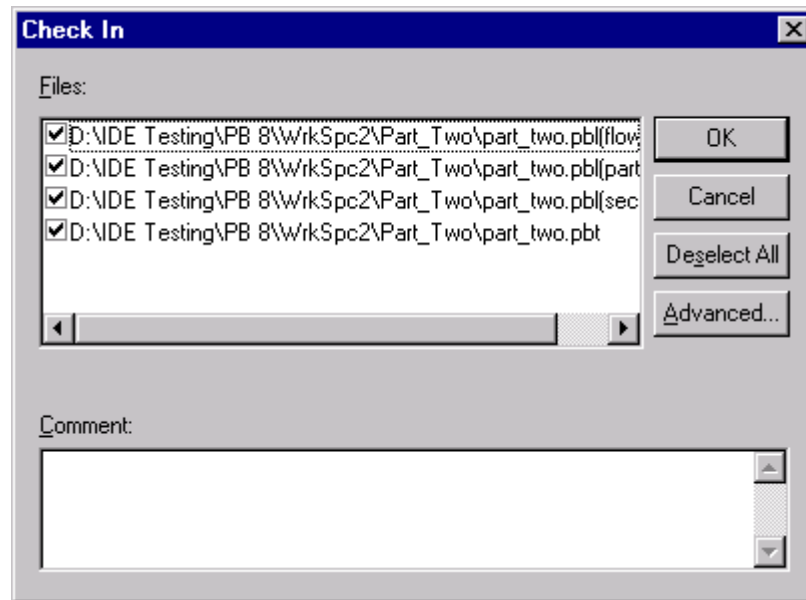 Check In
Files:
D:\IDE Testing\PB 8\WrkSpc2\Part_Two\part_two.pbl(flow
D:\IDE Testing\PB 8\WrkSpc2\Part_Two\part_two.pbl(part
D:\IDE Testing\PB 8\WrkSpc2\Part_Two\part_two.pbl(sec
D:\IDE Testing\PB 8\WrkSpc2\Part_Two\part_two.pbt
OK
Cancel
Deselect All
Advanced...
Comment: